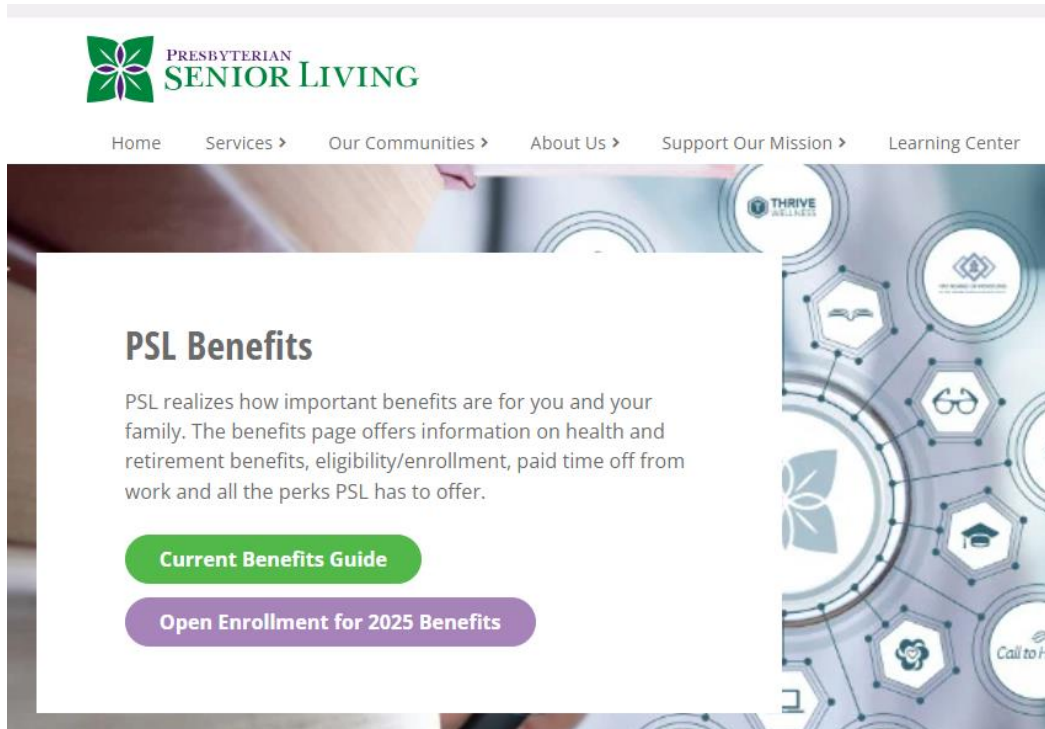 PRESBYTERIAN
SENIOR LIVING
Home Services > Our Communities > About Us > Support Our Mission > Learning Center
THRIVE
WELLNESS
PSL Benefits
PSL realizes how important benefits are for you and your
family. The benefits page offers information on health and
retirement benefits, eligibility/enrollment, paid time off from
work and all the perks PSL has to offer.
Current Benefits Guide
Open Enrollment for 2025 Benefits
Call to